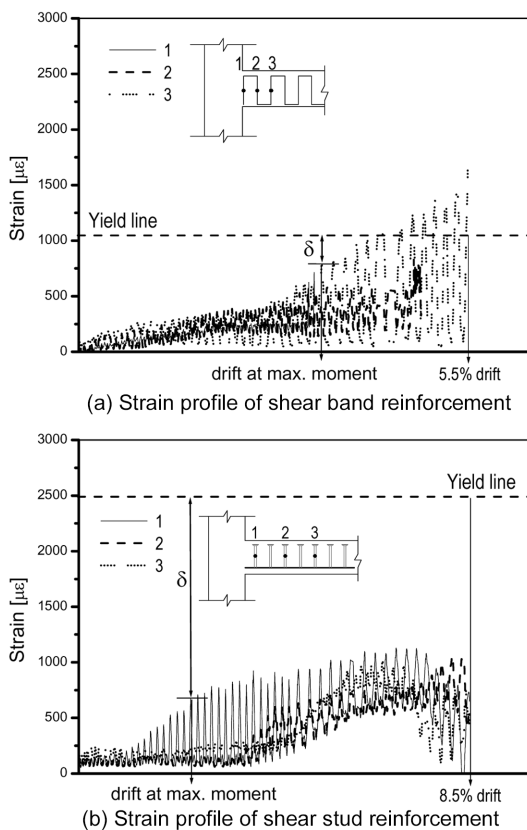 3000
2500
2000
1500
1000
500
0
Strain [με]
1
2
3
1 2 3
Yield line
δ
drift at max. moment
5.5% drift
(a) Strain profile of shear band reinforcement
3000
2500
2000
1500
1000
500
0
Strain [με]
Yield line
1
2
3
1 2 3
δ
drift at max. moment
8.5% drift
(b) Strain profile of shear stud reinforcement